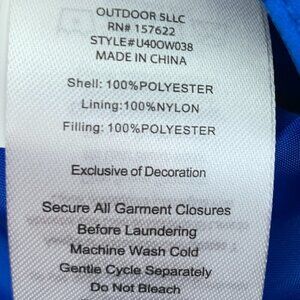 OUTDOOR SLLC
RN# 157622
STYLE#U40OW038
MADE IN CHINA
Shell: 100%POLYESTER
Lining:100%NYLON
Filling: 100%POLYESTER
Exclusive of Decoration
Secure All Garment Closures
Before Laundering
Machine Wash Cold
Gentle Cycle Separately
Do Not Bleach